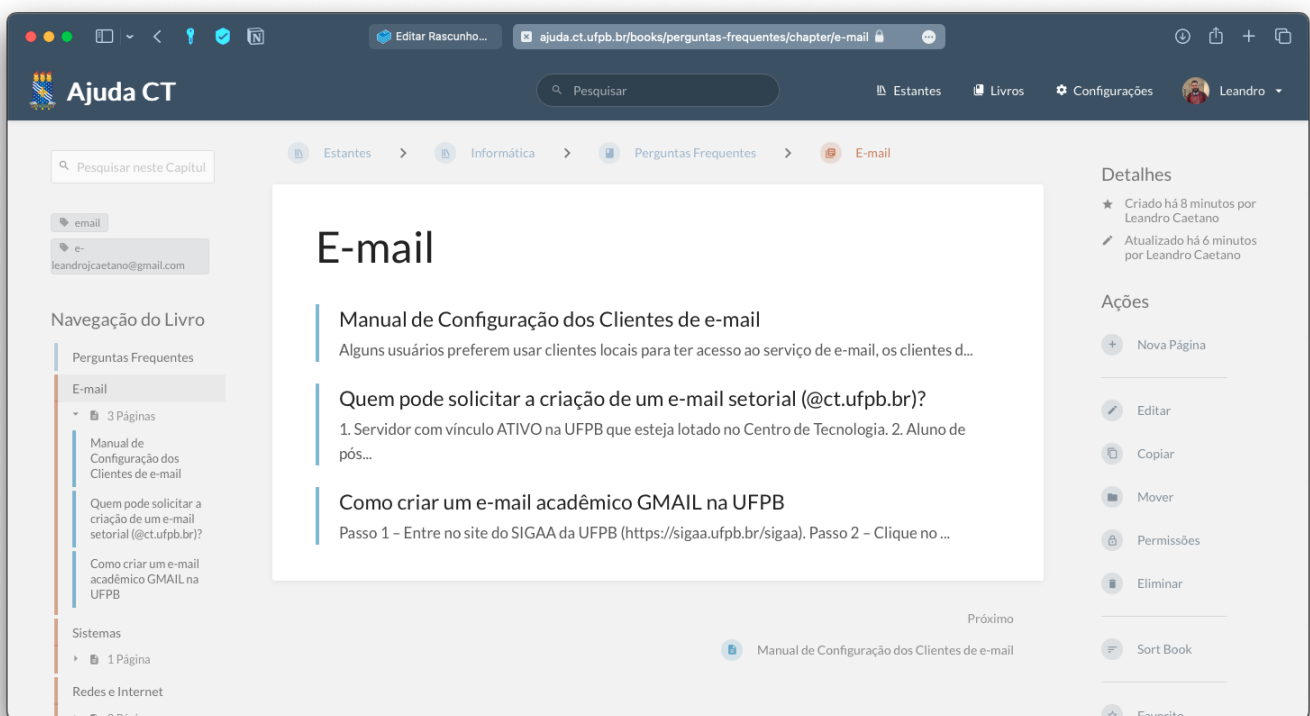 Editar Rascunho...
ajuda.ct.ufpb.br/books/perguntas-frequentes/chapter/e-mail
Ajuda CT
Pesquisar
Estantes
Livros
Configurações
Leandro
Pesquisar neste Capítul
email
e-
leandrojcaetano@gmail.com
Navegação do Livro
Perguntas Frequentes
E-mail
3 Páginas
Manual de
Configuração dos
Clientes de e-mail
Quem pode solicitar a
criação de um e-mail
setorial (@ct.ufpb.br)?
Como criar um e-mail
acadêmico GMAIL na
UFPB
Sistemas
1 Página
Redes e Internet
Estantes
Informática
Perguntas Frequentes
E-mail
E-mail
Manual de Configuração dos Clientes de e-mail
Alguns usuários preferem usar clientes locais para ter acesso ao serviço de e-mail, os clientes d...
Quem pode solicitar a criação de um e-mail setorial (@ct.ufpb.br)?
1. Servidor com vínculo ATIVO na UFPB que esteja lotado no Centro de Tecnologia. 2. Aluno de
pós...
Como criar um e-mail acadêmico GMAIL na UFPB
Passo 1 – Entre no site do SIGAA da UFPB (https://sigaa.ufpb.br/sigaa). Passo 2 – Clique no ...
Próximo
Manual de Configuração dos Clientes de e-mail
Detalhes
Criado há 8 minutos por
Leandro Caetano
Atualizado há 6 minutos
por Leandro Caetano
Ações
Nova Página
Editar
Copiar
Mover
Permissões
Eliminar
Sort Book
Favorito